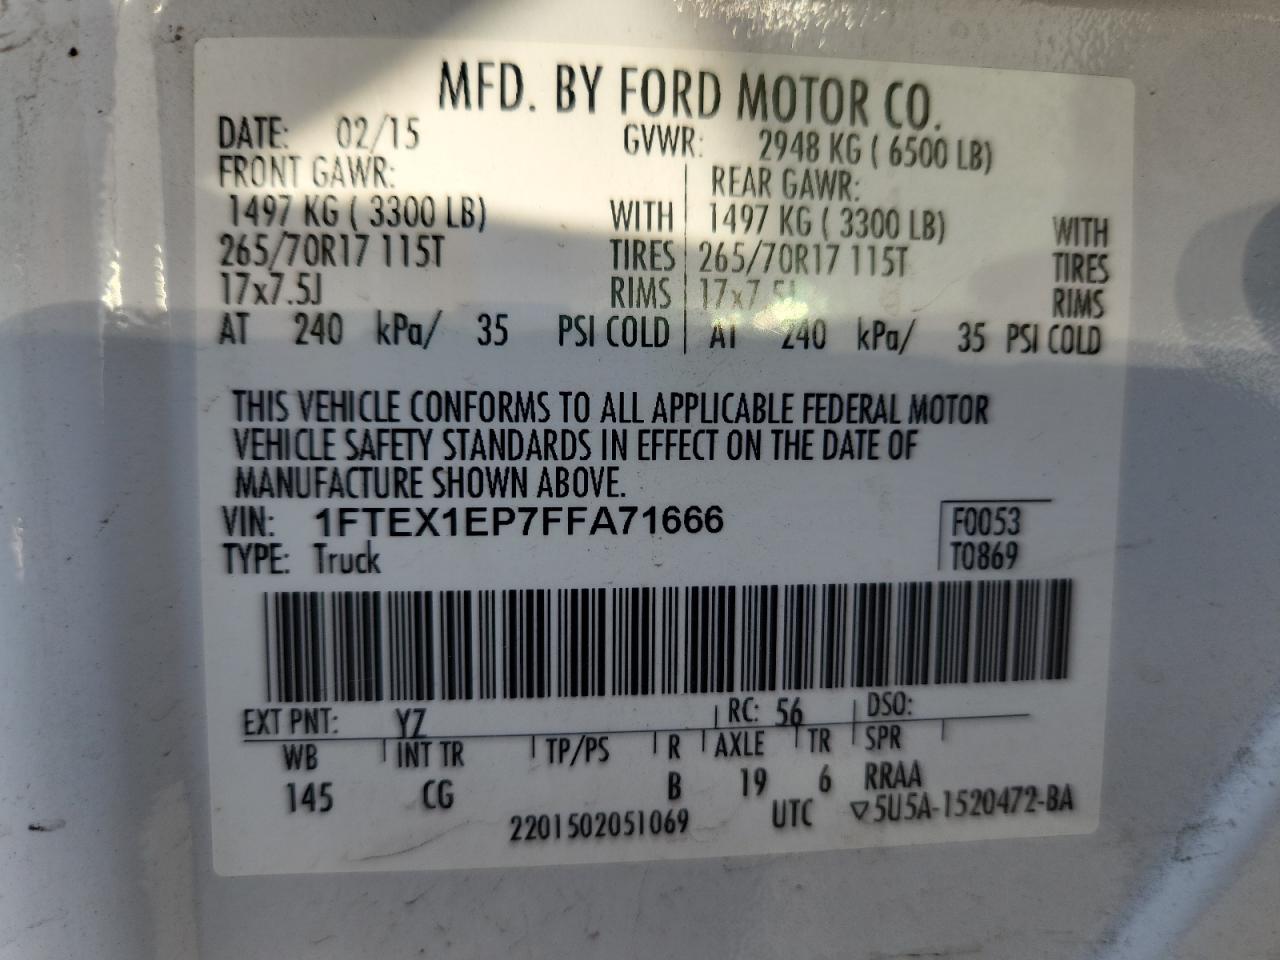 MFD. BY FORD MOTOR CO.
DATE: 02/15 GVWR: 2948 KG ( 6500 LB)
FRONT GAWR: REAR GAWR:
1497 KG ( 3300 LB) WITH 1497 KG ( 3300 LB) WITH
265/70R17 115T TIRES 265/70R17 115T TIRES
17x7.5J RIMS 17x7.5J RIMS
AT 240 kPa/ 35 PSI COLD AT 240 kPa/ 35 PSI COLD
THIS VEHICLE CONFORMS TO ALL APPLICABLE FEDERAL MOTOR
VEHICLE SAFETY STANDARDS IN EFFECT ON THE DATE OF
MANUFACTURE SHOWN ABOVE.
VIN: 1FTEX1EP7FFA71666 F0053
TYPE: Truck T0869
EXT PNT: YZ RC: 56 DSO:
WB INT TR TP/PS R AXLE TR SPR
145 CG B 19 6 RRAA
2201502051069 UTC ▽5U5A-1520472-BA